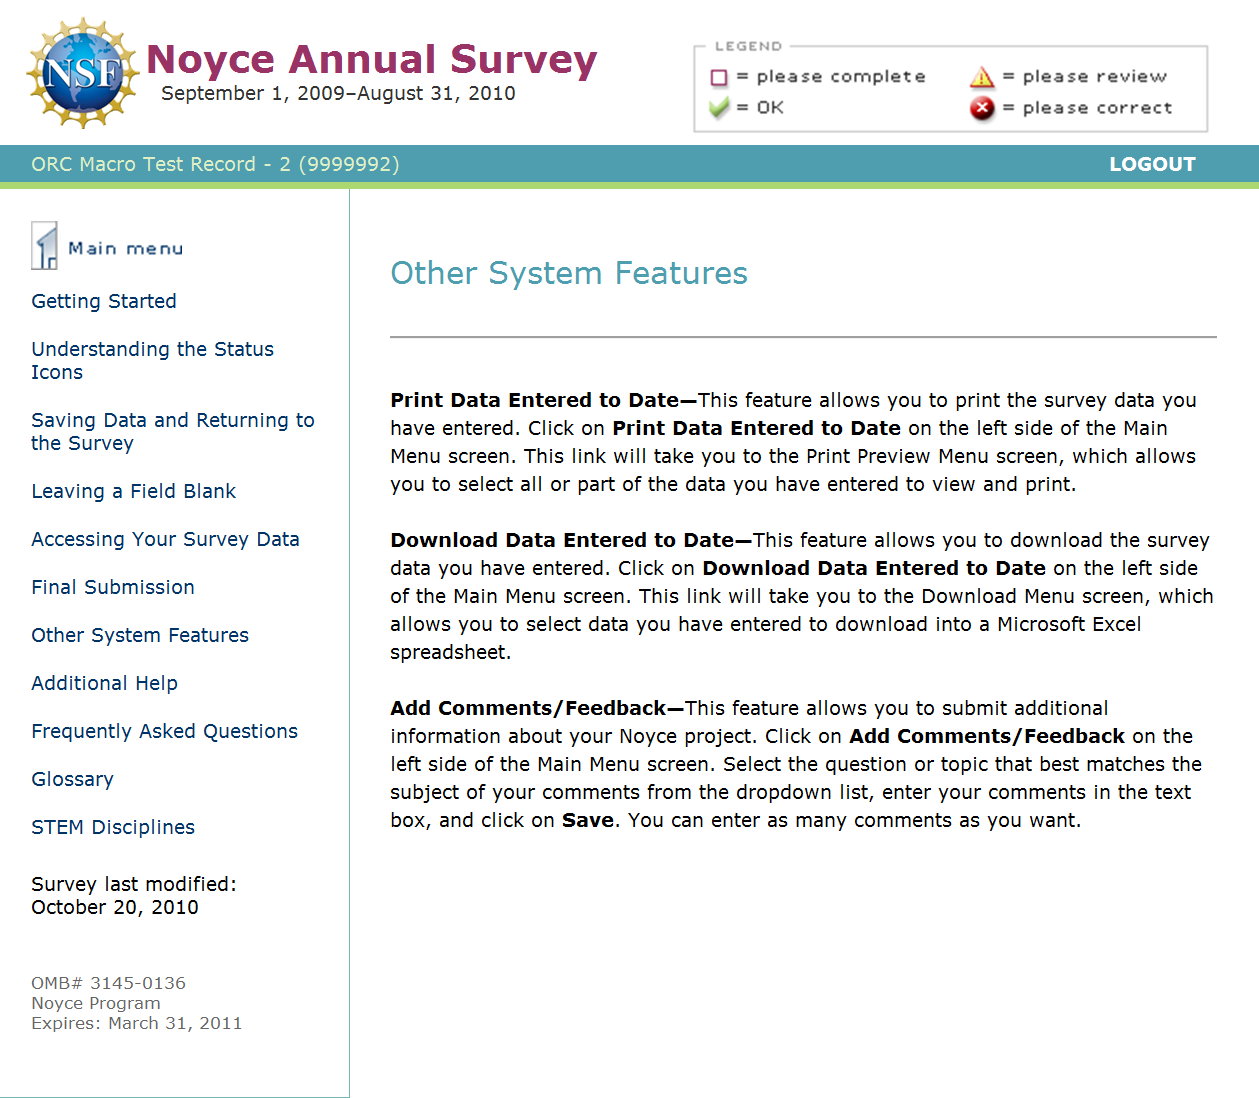 NSF
Noyce Annual Survey
September 1, 2009–August 31, 2010
LEGEND
= please complete
= please review
= OK
= please correct
ORC Macro Test Record - 2 (9999992)
LOGOUT
Main menu
Getting Started
Understanding the Status
Icons
Saving Data and Returning to
the Survey
Leaving a Field Blank
Accessing Your Survey Data
Final Submission
Other System Features
Additional Help
Frequently Asked Questions
Glossary
STEM Disciplines
Survey last modified:
October 20, 2010
OMB# 3145-0136
Noyce Program
Expires: March 31, 2011
Other System Features
Print Data Entered to Date—This feature allows you to print the survey data you
have entered. Click on Print Data Entered to Date on the left side of the Main
Menu screen. This link will take you to the Print Preview Menu screen, which allows
you to select all or part of the data you have entered to view and print.
Download Data Entered to Date—This feature allows you to download the survey
data you have entered. Click on Download Data Entered to Date on the left side
of the Main Menu screen. This link will take you to the Download Menu screen, which
allows you to select data you have entered to download into a Microsoft Excel
spreadsheet.
Add Comments/Feedback—This feature allows you to submit additional
information about your Noyce project. Click on Add Comments/Feedback on the
left side of the Main Menu screen. Select the question or topic that best matches the
subject of your comments from the dropdown list, enter your comments in the text
box, and click on Save. You can enter as many comments as you want.